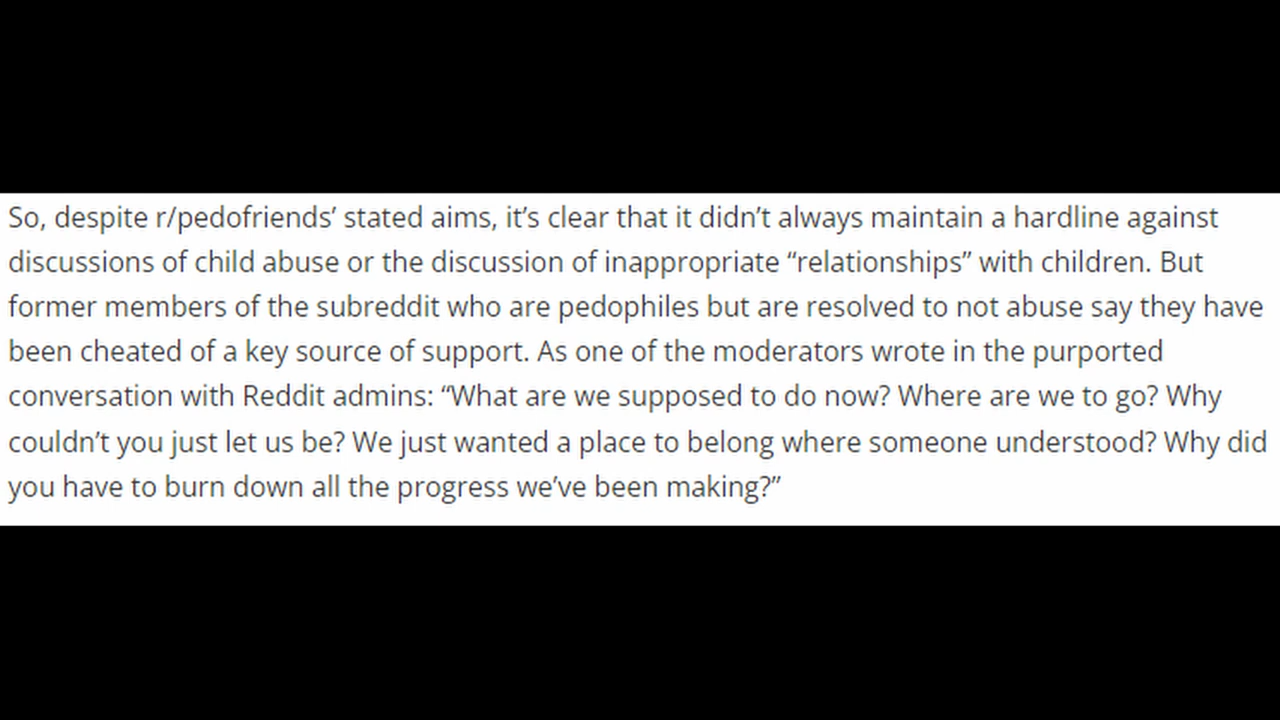 So, despite r/pedofriends’ stated aims, it’s clear that it didn’t always maintain a hardline against
discussions of child abuse or the discussion of inappropriate “relationships” with children. But
former members of the subreddit who are pedophiles but are resolved to not abuse say they have
been cheated of a key source of support. As one of the moderators wrote in the purported
conversation with Reddit admins: “What are we supposed to do now? Where are we to go? Why
couldn’t you just let us be? We just wanted a place to belong where someone understood? Why did
you have to burn down all the progress we’ve been making?”